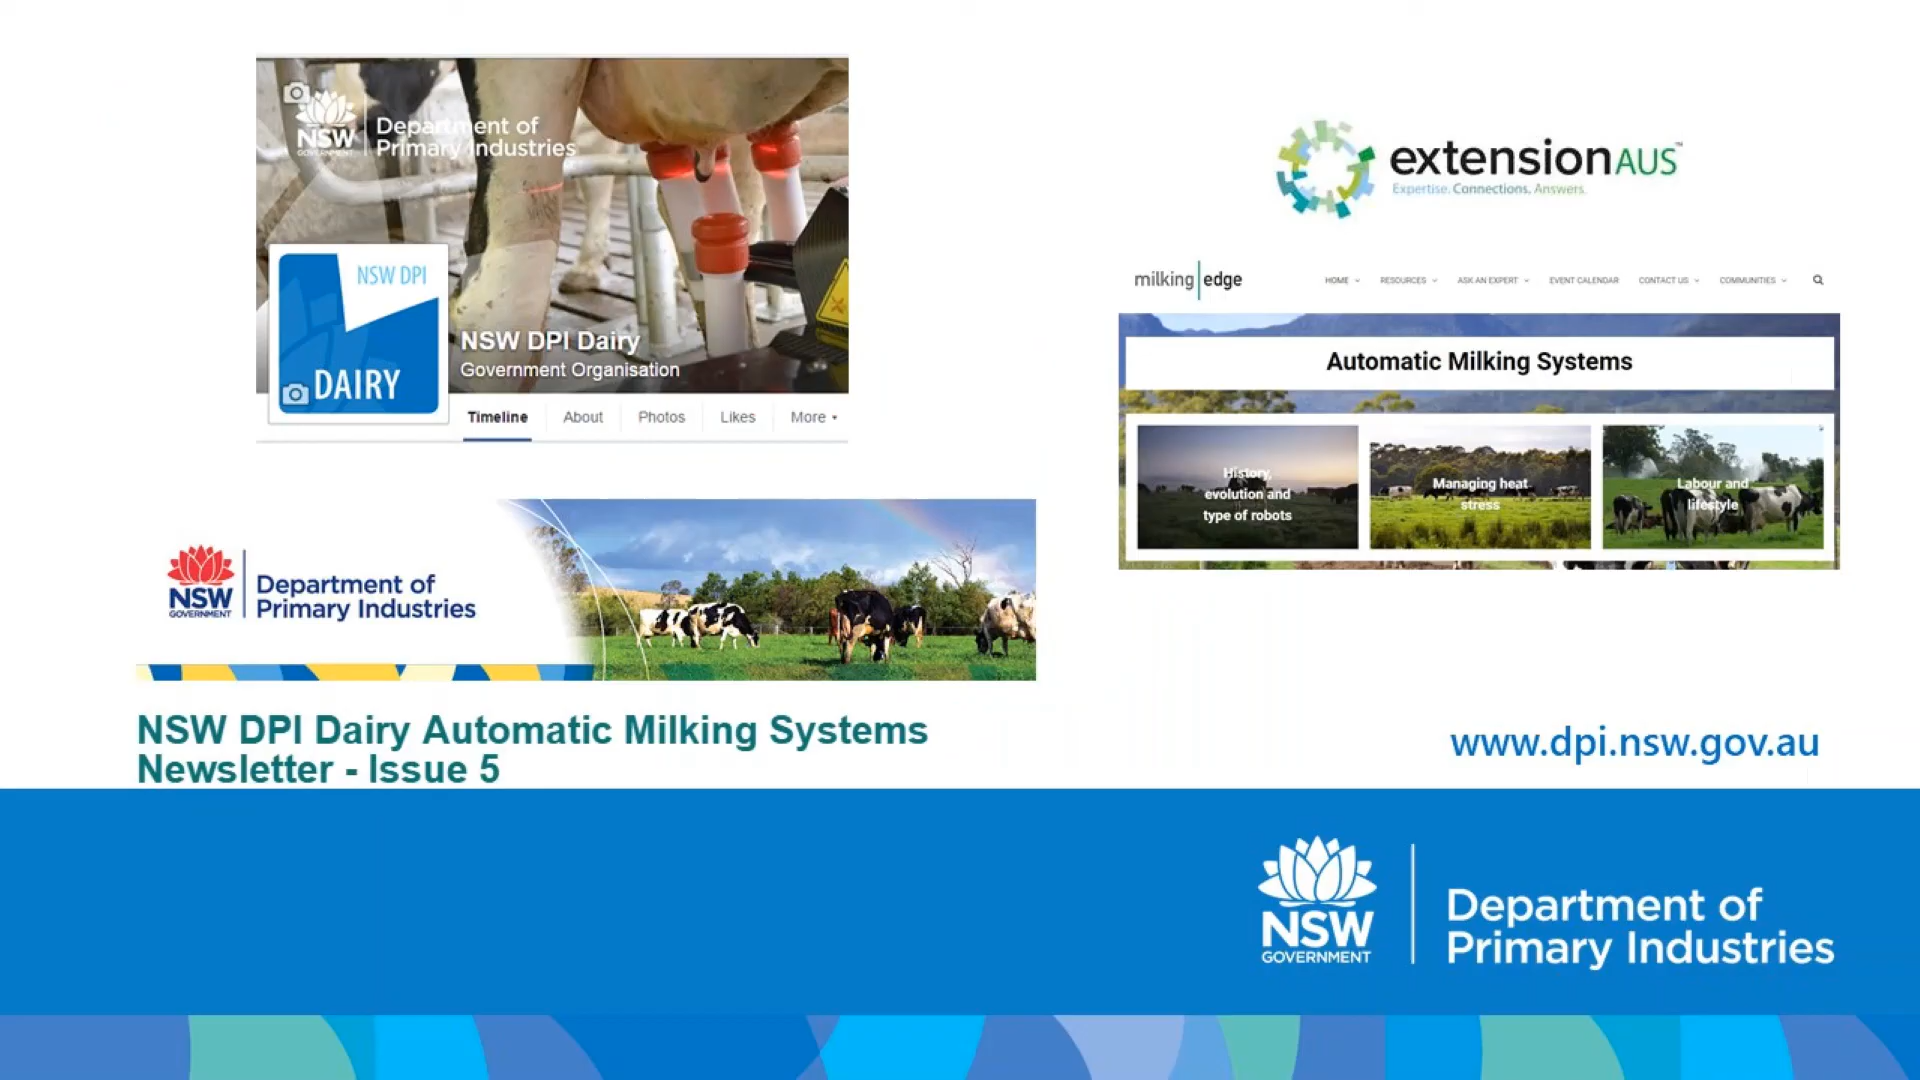 NSW
GOVERNMENT
Department of
Primary Industries
NSW DPI
DAIRY
NSW DPI Dairy
Government Organisation
Timeline About Photos Likes More
extensionAUS™
Expertise. Connections. Answers.
milking edge
HOME RESOURCES ASK AN EXPERT EVENT CALENDAR CONTACT US COMMUNITIES
Automatic Milking Systems
History,
evolution and
type of robots
Managing heat
stress
Labour and
lifestyle
NSW
GOVERNMENT
Department of
Primary Industries
NSW DPI Dairy Automatic Milking Systems
Newsletter - Issue 5
www.dpi.nsw.gov.au
NSW
GOVERNMENT
Department of
Primary Industries